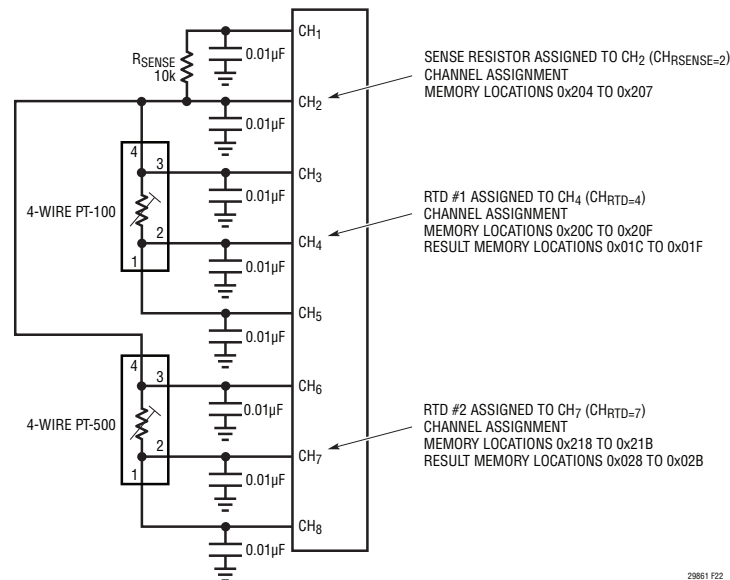 CH1
0.01µF
RSENSE
10k
SENSE RESISTOR ASSIGNED TO CH2 (CHRSENSE=2)
CHANNEL ASSIGNMENT
MEMORY LOCATIONS 0x204 TO 0x207
CH2
0.01µF
4
3
CH3
0.01µF
4-WIRE PT-100
RTD #1 ASSIGNED TO CH4 (CHRTD=4)
CHANNEL ASSIGNMENT
MEMORY LOCATIONS 0x20C TO 0x20F
RESULT MEMORY LOCATIONS 0x01C TO 0x01F
2
CH4
1
0.01µF
CH5
0.01µF
4
3
CH6
0.01µF
4-WIRE PT-500
RTD #2 ASSIGNED TO CH7 (CHRTD=7)
CHANNEL ASSIGNMENT
MEMORY LOCATIONS 0x218 TO 0x21B
RESULT MEMORY LOCATIONS 0x028 TO 0x02B
2
CH7
1
0.01µF
CH8
0.01µF
29861 F22